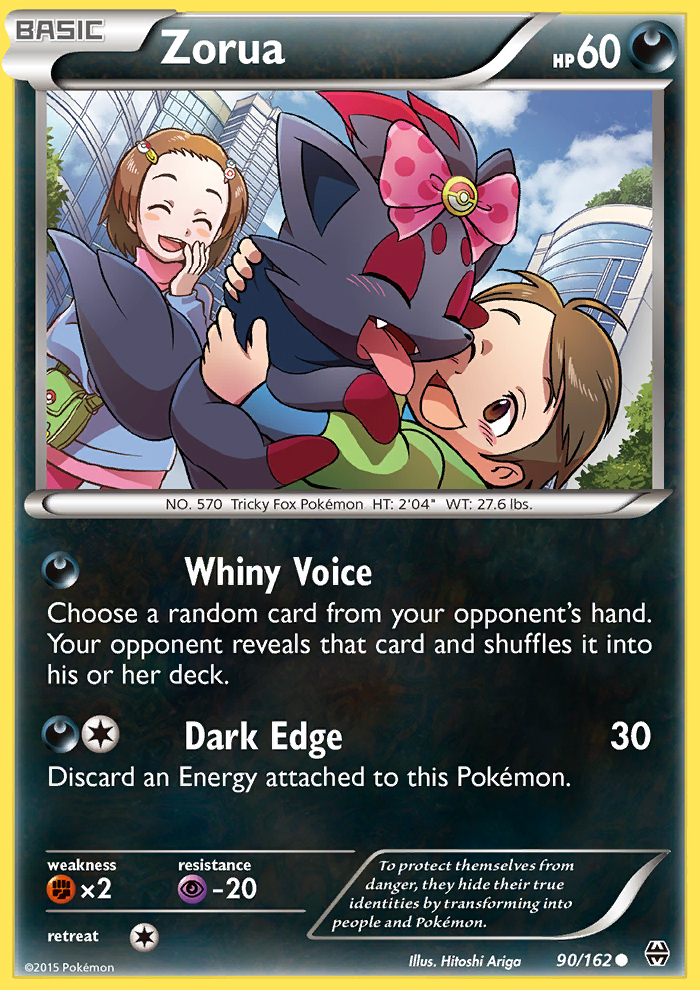 BASIC
Zorua
HP60
NO. 570 Tricky Fox Pokémon HT: 2'04" WT: 27.6 lbs.
Whiny Voice
Choose a random card from your opponent's hand.
Your opponent reveals that card and shuffles it into
his or her deck.
Dark Edge 30
Discard an Energy attached to this Pokémon.
weakness
×2
resistance
-20
retreat
To protect themselves from
danger, they hide their true
identities by transforming into
people and Pokémon.
Illus. Hitoshi Ariga
90/162
©2015 Pokémon